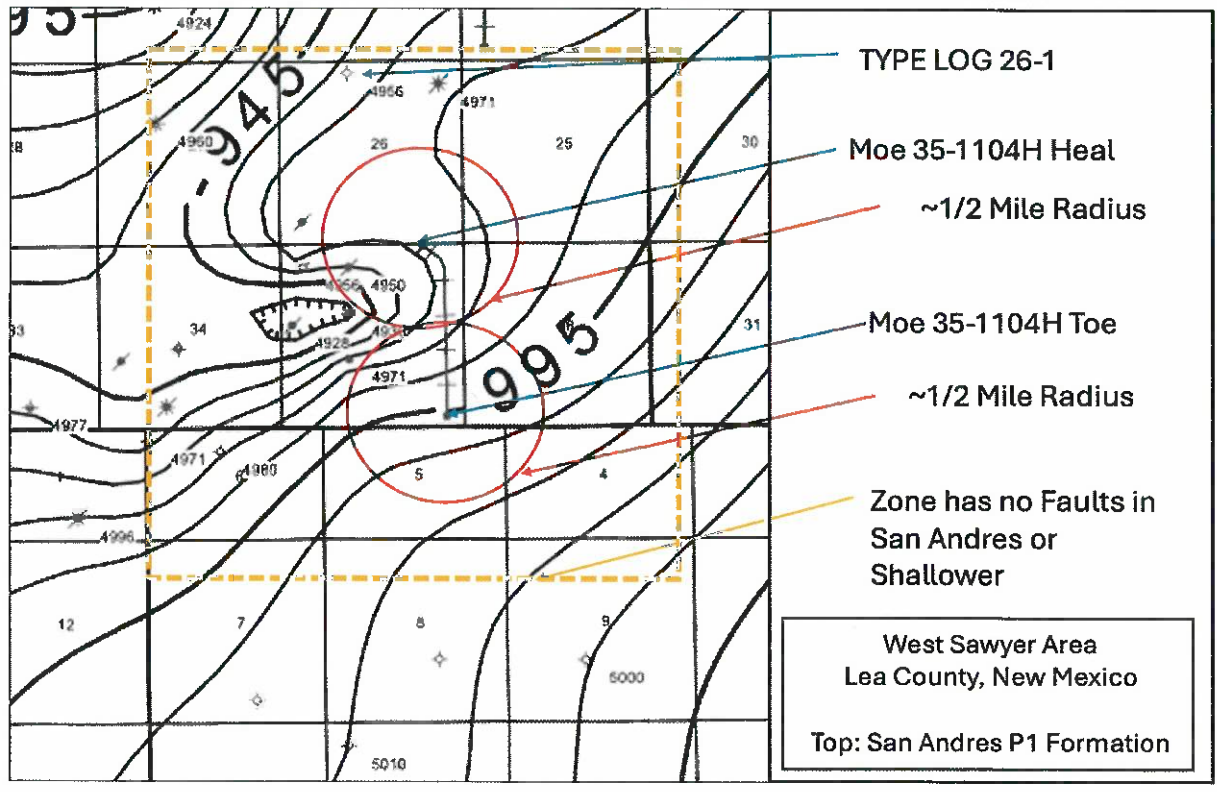 95
4924
TYPE LOG 26-1
4956
4971
-945
4960
26
25
30
Moe 35-1104H Heal
~1/2 Mile Radius
4956
4950
33
34
4928
31
Moe 35-1104H Toe
995
4971
~1/2 Mile Radius
4977
4971
4980
5
4
Zone has no Faults in
San Andres or
Shallower
4996
12
7
8
9
5000
5010
West Sawyer Area
Lea County, New Mexico
Top: San Andres P1 Formation